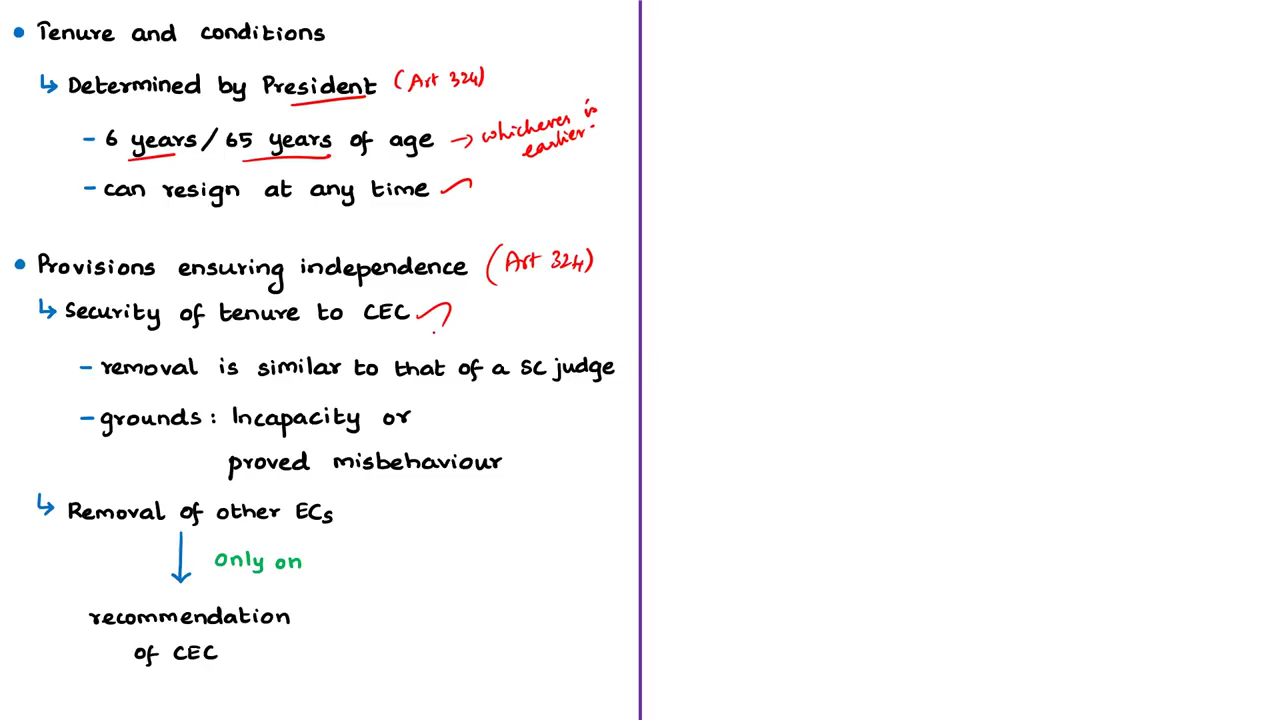 • Tenure and conditions
↳ Determined by President (Art 324)
- 6 years / 65 years of age → whichever is earlier.
- can resign at any time
• Provisions ensuring independence (Art 324)
↳ Security of tenure to CEC
- removal is similar to that of a SC judge
- grounds: Incapacity or
proved misbehaviour
↳ Removal of other ECs
only on
recommendation
of CEC